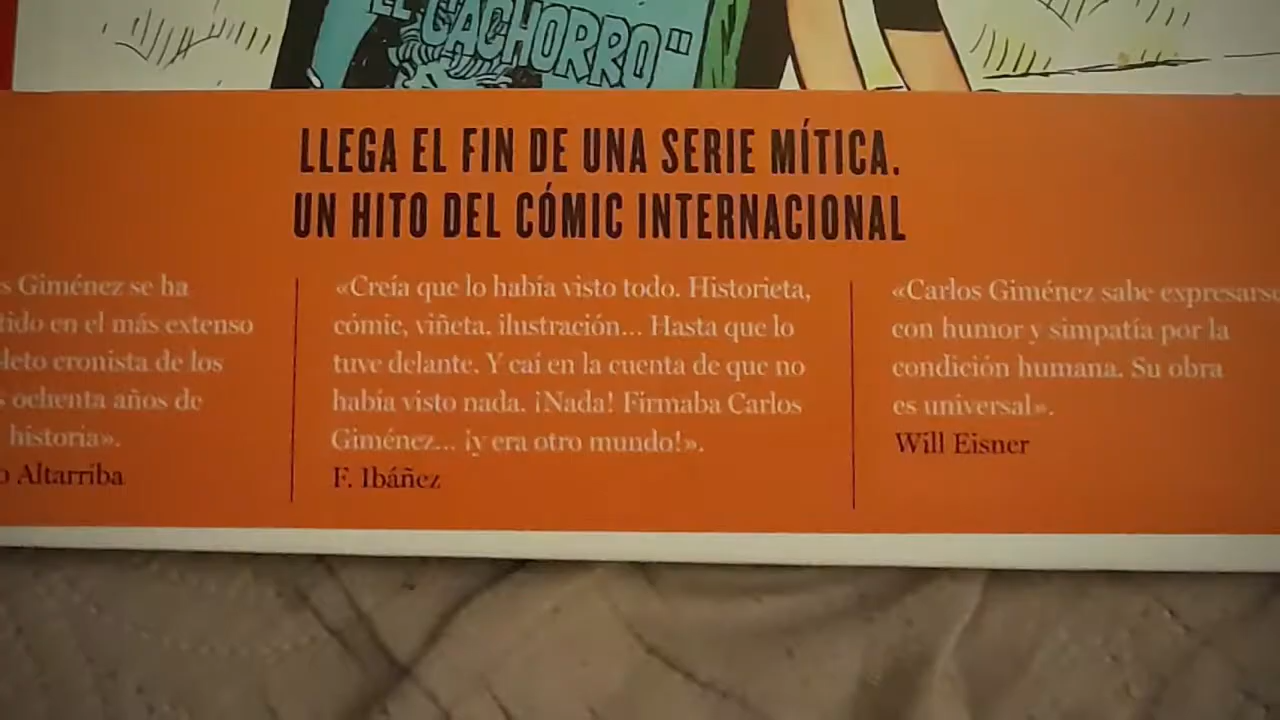 "EL CACHORRO"
LLEGA EL FIN DE UNA SERIE MÍTICA.
UN HITO DEL CÓMIC INTERNACIONAL
Giménez se ha
en el más extenso
cronista de los
ochenta años de
historia».
Altarriba
«Creía que lo había visto todo. Historieta,
cómic, viñeta, ilustración... Hasta que lo
tuve delante. Y caí en la cuenta de que no
había visto nada. ¡Nada! Firmaba Carlos
Giménez... ¡y era otro mundo!».
F. Ibáñez
«Carlos Giménez sabe expresarse
con humor y simpatía por la
condición humana. Su obra
es universal».
Will Eisner